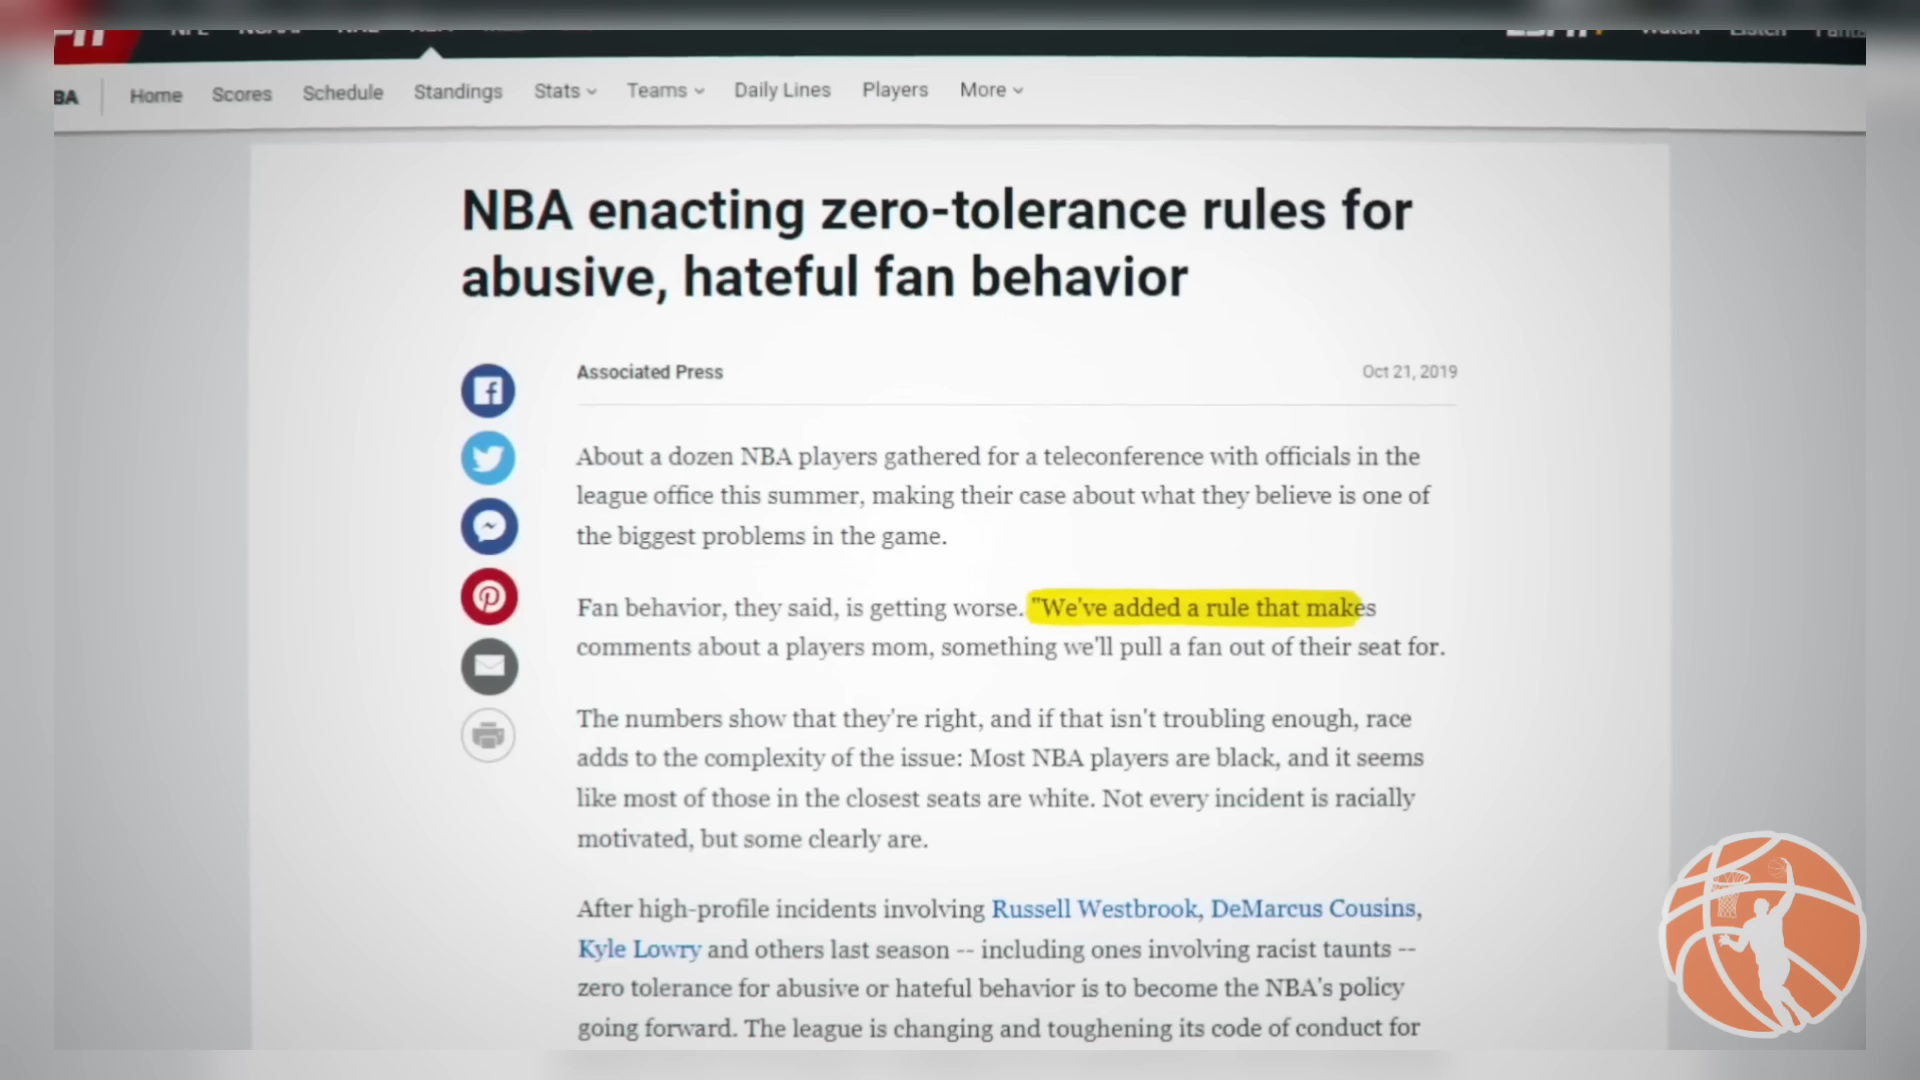 BA Home Scores Schedule Standings Stats Teams Daily Lines Players More
NBA enacting zero-tolerance rules for
abusive, hateful fan behavior
Associated Press Oct 21, 2019
About a dozen NBA players gathered for a teleconference with officials in the
league office this summer, making their case about what they believe is one of
the biggest problems in the game.
Fan behavior, they said, is getting worse. "We've added a rule that makes
comments about a players mom, something we'll pull a fan out of their seat for.
The numbers show that they're right, and if that isn't troubling enough, race
adds to the complexity of the issue: Most NBA players are black, and it seems
like most of those in the closest seats are white. Not every incident is racially
motivated, but some clearly are.
After high-profile incidents involving Russell Westbrook, DeMarcus Cousins,
Kyle Lowry and others last season -- including ones involving racist taunts --
zero tolerance for abusive or hateful behavior is to become the NBA's policy
going forward. The league is changing and toughening its code of conduct for